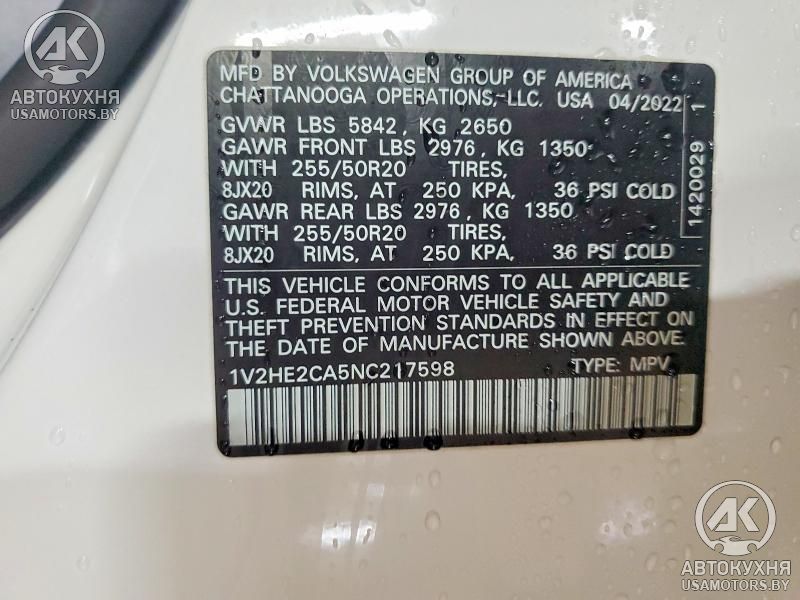 AK
АВТОКУХНЯ
USAMOTORS.BY
MFD BY VOLKSWAGEN GROUP OF AMERICA
CHATTANOOGA OPERATIONS, LLC. USA 04/2022
GVWR LBS 5842, KG 2650
GAWR FRONT LBS 2976, KG 1350
WITH 255/50R20 TIRES,
8JX20 RIMS, AT 250 KPA, 36 PSI COLD
GAWR REAR LBS 2976, KG 1350
WITH 255/50R20 TIRES,
8JX20 RIMS, AT 250 KPA, 36 PSI COLD
1420029 1
THIS VEHICLE CONFORMS TO ALL APPLICABLE
U.S. FEDERAL MOTOR VEHICLE SAFETY AND
THEFT PREVENTION STANDARDS IN EFFECT ON
THE DATE OF MANUFACTURE SHOWN ABOVE.
1V2HE2CA5NC217598 TYPE: MPV
AK
АВТОКУХНЯ
USAMOTORS.BY